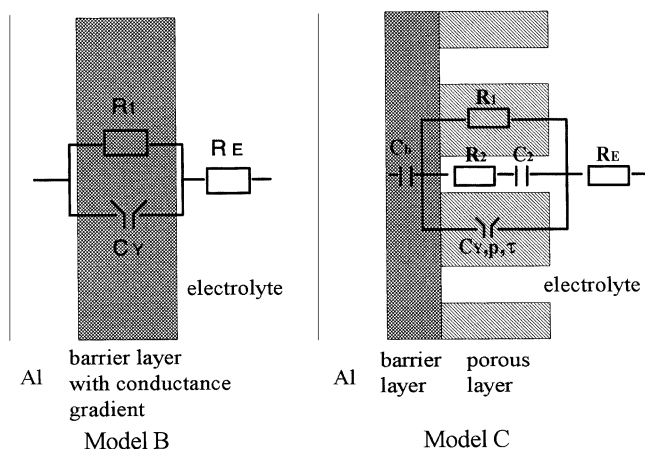 R1
R E
CY
electrolyte
Al
barrier layer
with conductance
gradient
Model B
R1
Cb
R2
C2
RE
CY,p,τ
electrolyte
Al
barrier
layer
porous
layer
Model C